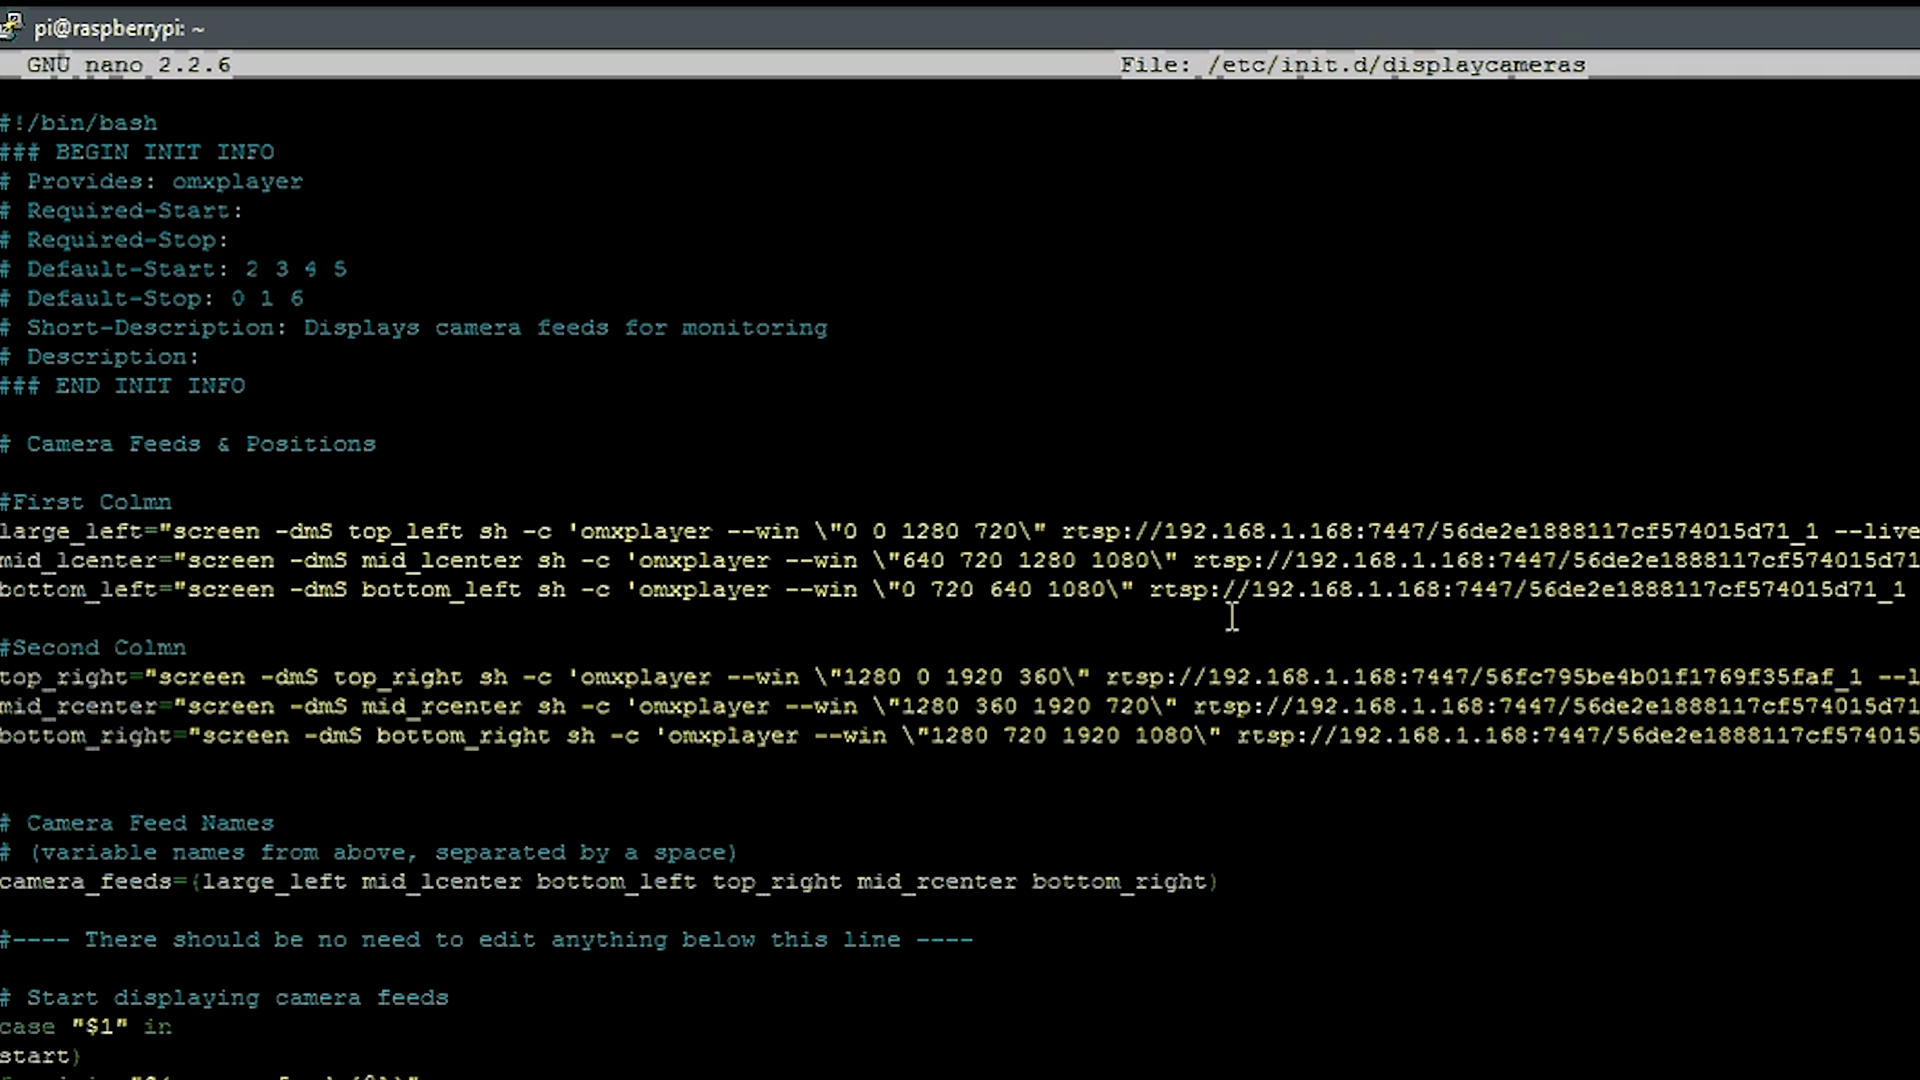 pi@raspberrypi: ~
GNU nano 2.2.6 File: /etc/init.d/displaycameras
#!/bin/bash
### BEGIN INIT INFO
# Provides: omxplayer
# Required-Start:
# Required-Stop:
# Default-Start: 2 3 4 5
# Default-Stop: 0 1 6
# Short-Description: Displays camera feeds for monitoring
# Description:
### END INIT INFO
# Camera Feeds & Positions
#First Colmn
large_left="screen -dmS top_left sh -c 'omxplayer --win \"0 0 1280 720\" rtsp://192.168.1.168:7447/56de2e1888117cf574015d71_1 --live
mid_lcenter="screen -dmS mid_lcenter sh -c 'omxplayer --win \"640 720 1280 1080\" rtsp://192.168.1.168:7447/56de2e1888117cf574015d71
bottom_left="screen -dmS bottom_left sh -c 'omxplayer --win \"0 720 640 1080\" rtsp://192.168.1.168:7447/56de2e1888117cf574015d71_1
#Second Colmn
top_right="screen -dmS top_right sh -c 'omxplayer --win \"1280 0 1920 360\" rtsp://192.168.1.168:7447/56fc795be4b01f1769f35faf_1 --l
mid_rcenter="screen -dmS mid_rcenter sh -c 'omxplayer --win \"1280 360 1920 720\" rtsp://192.168.1.168:7447/56de2e1888117cf574015d71
bottom_right="screen -dmS bottom_right sh -c 'omxplayer --win \"1280 720 1920 1080\" rtsp://192.168.1.168:7447/56de2e1888117cf574015
# Camera Feed Names
# (variable names from above, separated by a space)
camera_feeds=(large_left mid_lcenter bottom_left top_right mid_rcenter bottom_right)
#---- There should be no need to edit anything below this line ----
# Start displaying camera feeds
case "$1" in
start)